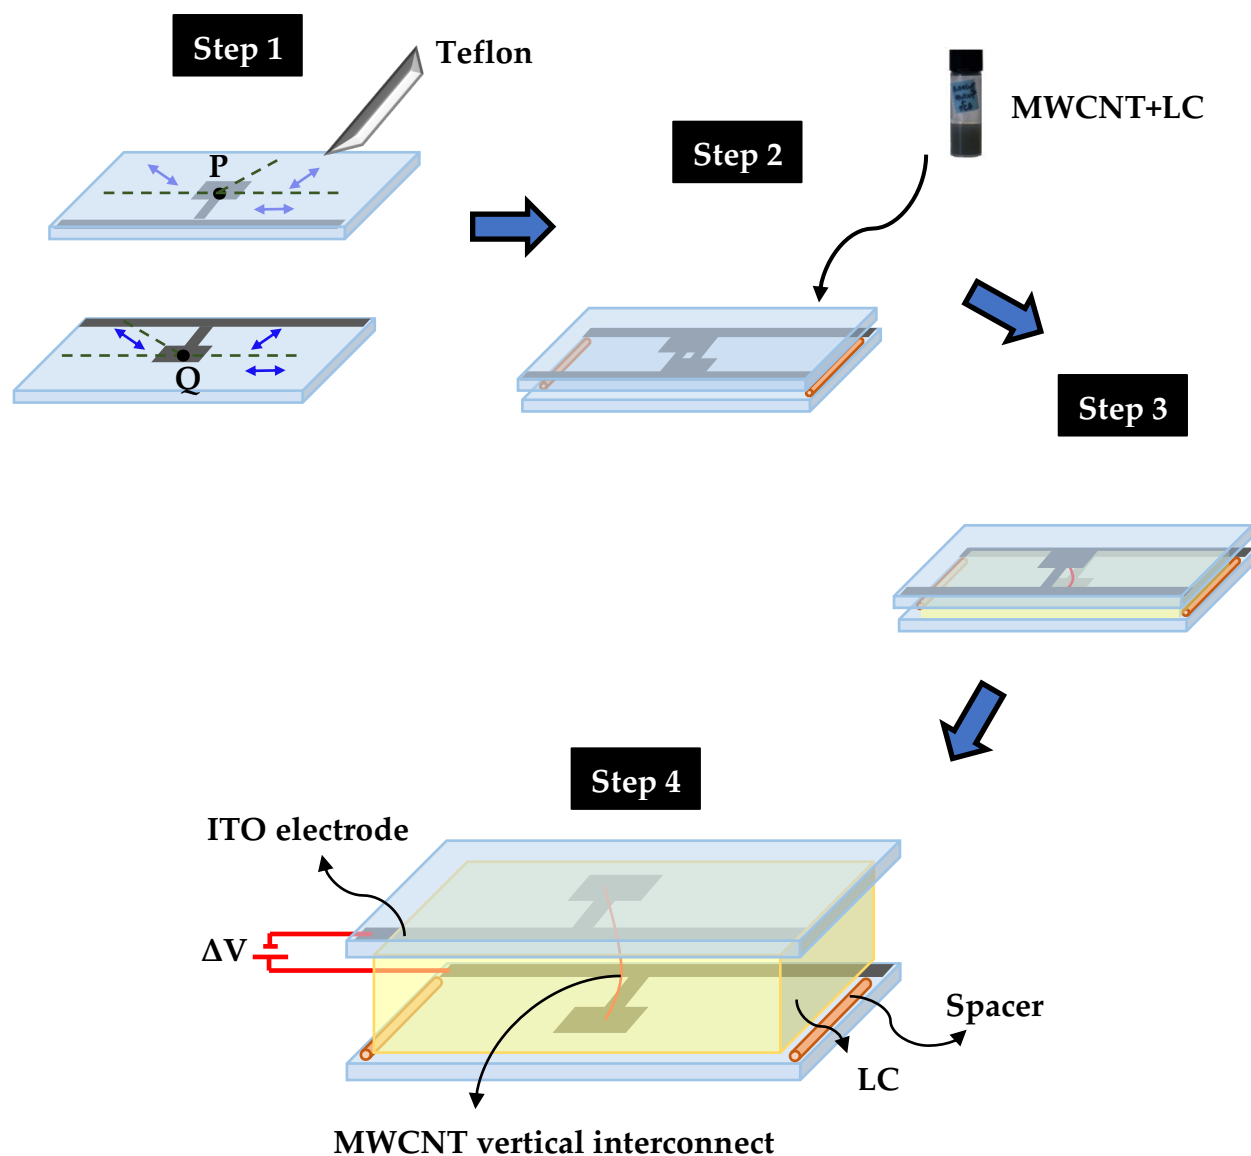 Step 1
Teflon
P
Q
Step 2
MWCNT+LC
Step 3
Step 4
ITO electrode
ΔV
Spacer
LC
MWCNT vertical interconnect